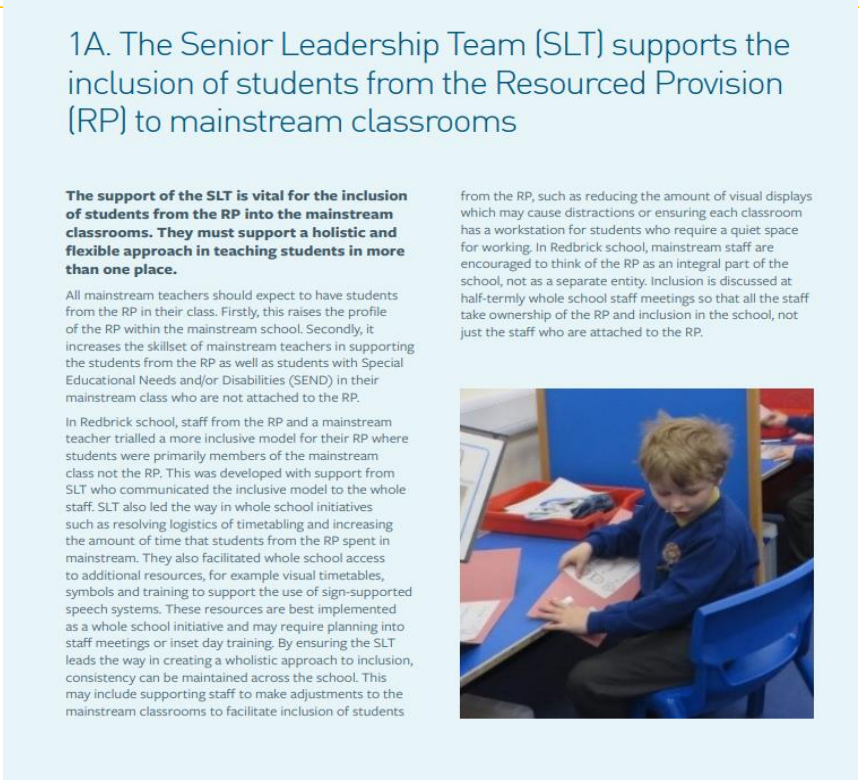 1A. The Senior Leadership Team (SLT) supports the
inclusion of students from the Resourced Provision
(RP) to mainstream classrooms
The support of the SLT is vital for the inclusion
of students from the RP into the mainstream
classrooms. They must support a holistic and
flexible approach in teaching students in more
than one place.
All mainstream teachers should expect to have students
from the RP in their class. Firstly, this raises the profile
of the RP within the mainstream school. Secondly, it
increases the skillset of mainstream teachers in supporting
the students from the RP as well as students with Special
Educational Needs and/or Disabilities (SEND) in their
mainstream class who are not attached to the RP.
In Redbrick school, staff from the RP and a mainstream
teacher trialled a more inclusive model for their RP where
students were primarily members of the mainstream
class not the RP. This was developed with support from
SLT who communicated the inclusive model to the whole
staff. SLT also led the way in whole school initiatives
such as resolving logistics of timetabling and increasing
the amount of time that students from the RP spent in
mainstream. They also facilitated whole school access
to additional resources, for example visual timetables,
symbols and training to support the use of sign-supported
speech systems. These resources are best implemented
as a whole school initiative and may require planning into
staff meetings or inset day training. By ensuring the SLT
leads the way in creating a wholistic approach to inclusion,
consistency can be maintained across the school. This
may include supporting staff to make adjustments to the
mainstream classrooms to facilitate inclusion of students
from the RP, such as reducing the amount of visual displays
which may cause distractions or ensuring each classroom
has a workstation for students who require a quiet space
for working. In Redbrick school, mainstream staff are
encouraged to think of the RP as an integral part of the
school, not as a separate entity. Inclusion is discussed at
half-termly whole school staff meetings so that all the staff
take ownership of the RP and inclusion in the school, not
just the staff who are attached to the RP.